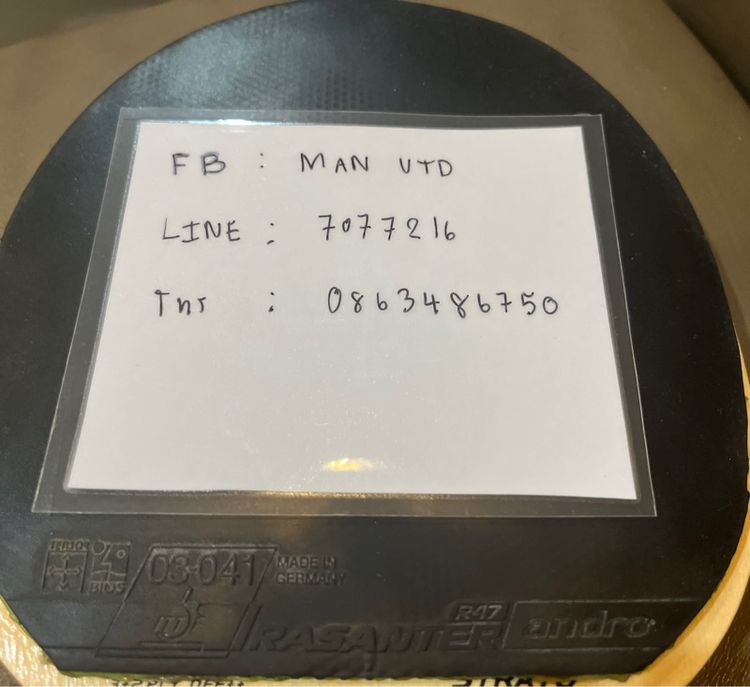 FB : MAN UTD
LINE : 7077216
โทร : 0863486750
03-041 MADE IN GERMANY
R47
RASANTER andro